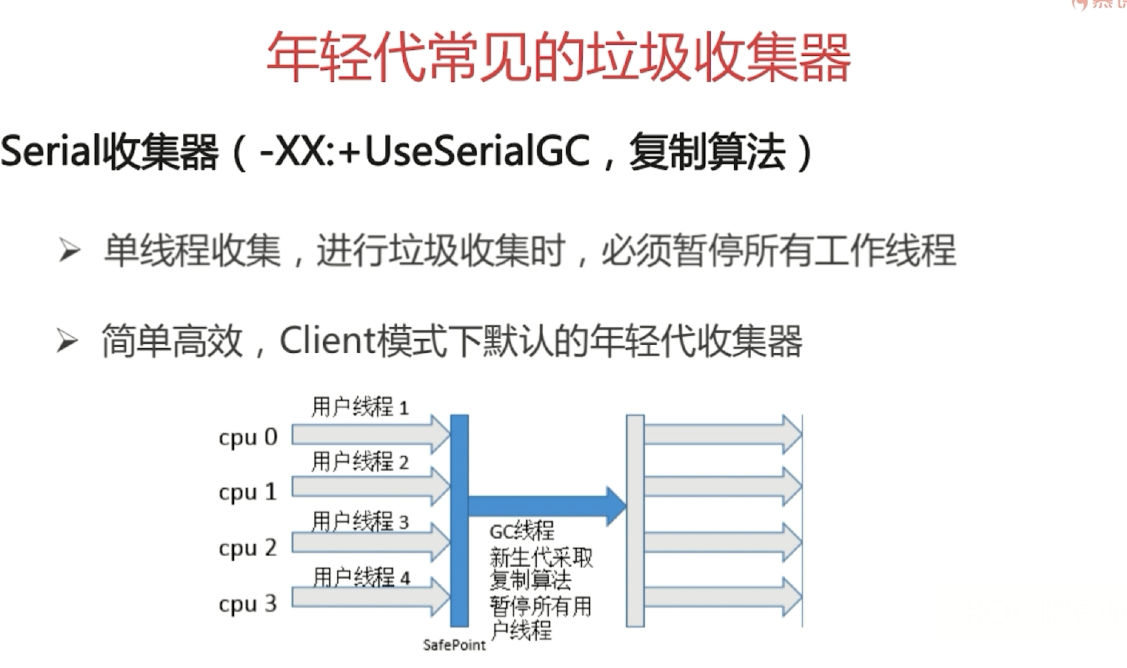 年轻代常见的垃圾收集器
Serial收集器（-XX:+UseSerialGC，复制算法）
➢ 单线程收集，进行垃圾收集时，必须暂停所有工作线程
➢ 简单高效，Client模式下默认的年轻代收集器
用户线程 1
cpu 0
用户线程 2
cpu 1
用户线程 3
cpu 2
用户线程 4
cpu 3
GC线程
新生代采取
复制算法
暂停所有用
户线程
SafePoint